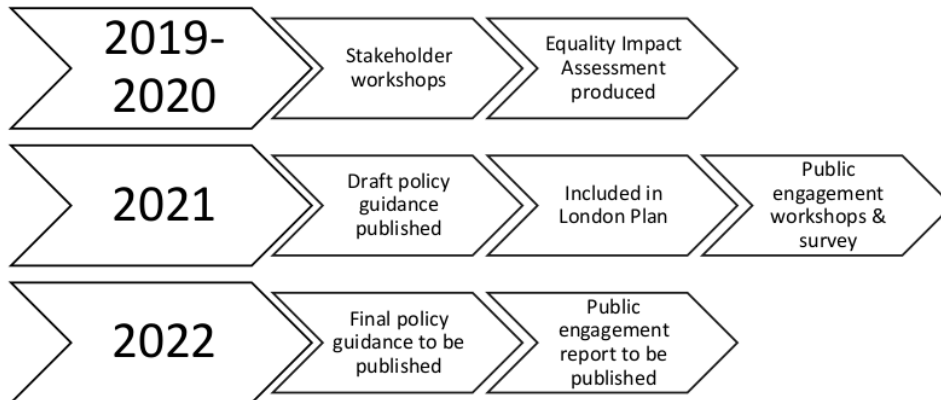 2019-
2020
Stakeholder
workshops
Equality Impact
Assessment
produced
2021
Draft policy
guidance
published
Included in
London Plan
Public
engagement
workshops &
survey
2022
Final policy
guidance to be
published
Public
engagement
report to be
published